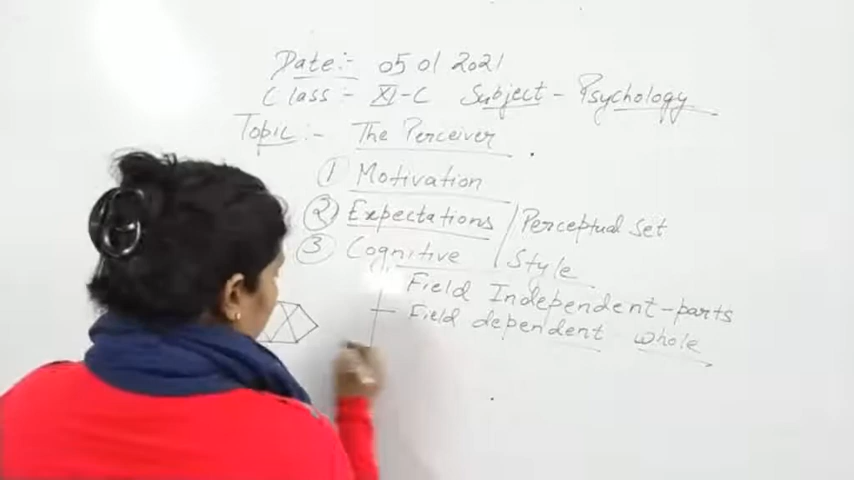 Date:- 05 01 2021
Class:- XI-C Subject - Psychology
Topic:- The Perceiver
1 Motivation
2 Expectations / Perceptual Set
3 Cognitive Style
Field Independent-parts
Field dependent whole